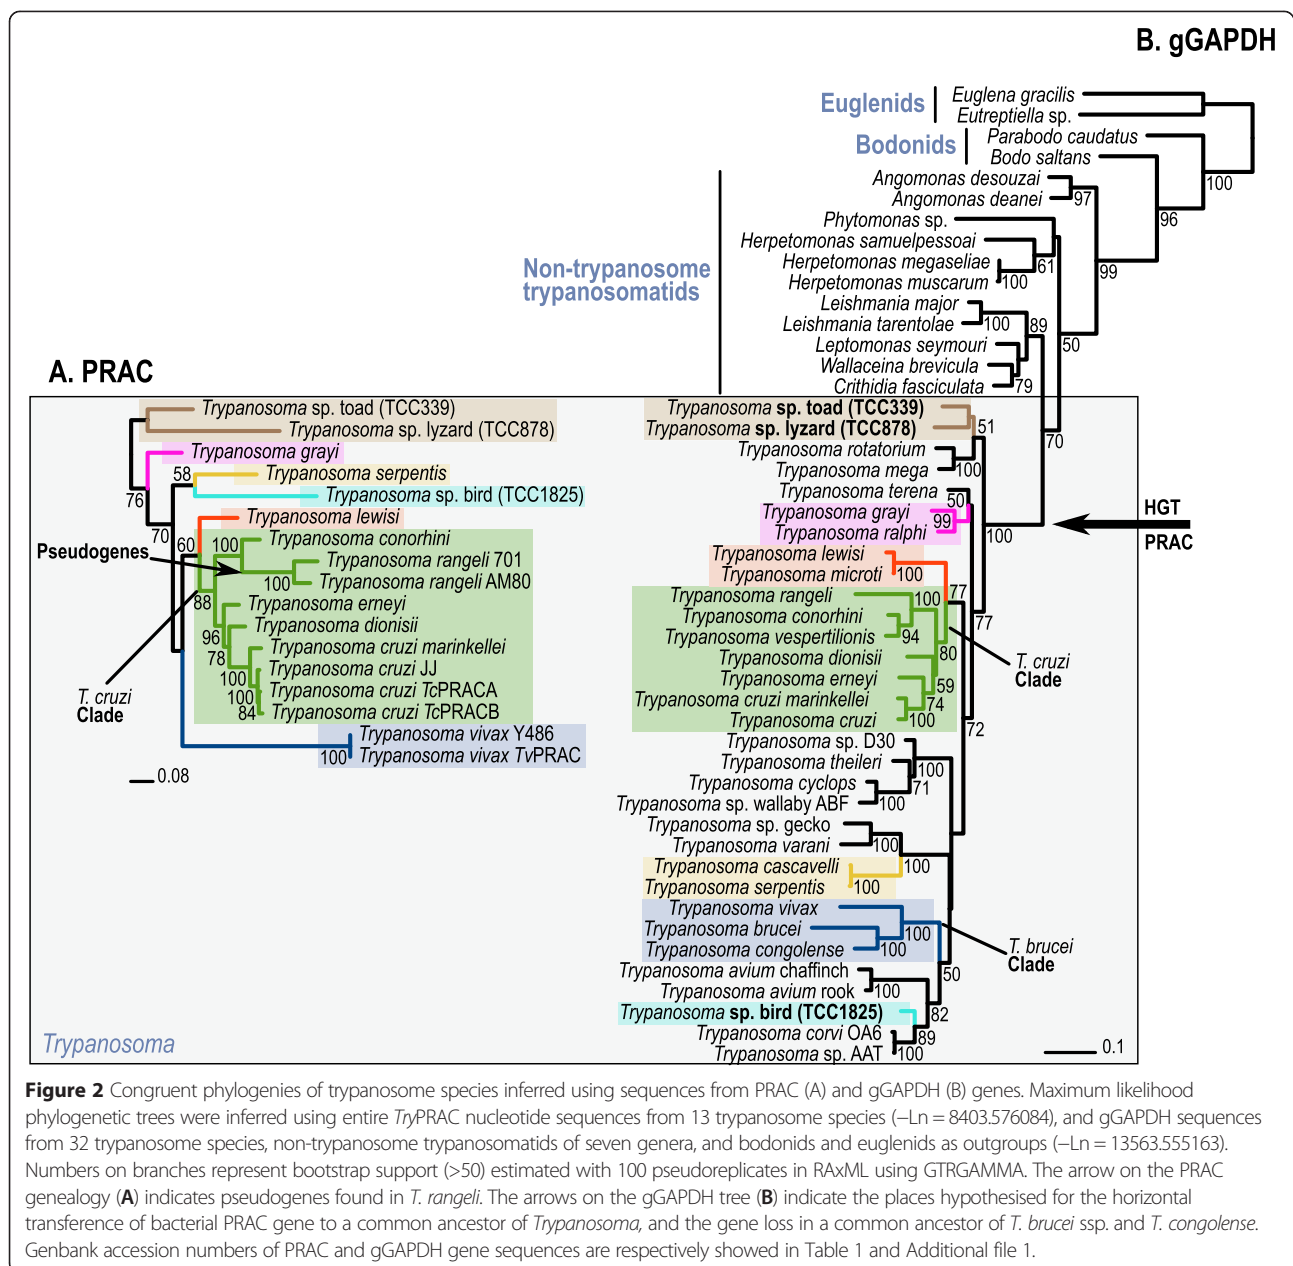 B. gGAPDH
Euglenids
Euglena gracilis
Eutreptiella sp.
Bodonids
Parabodo caudatus
Bodo saltans
100
96
Non-trypanosome
trypanosomatids
Angomonas desouzai
Angomonas deanei
97
99
Phytomonas sp.
Herpetomonas samuelpessoai
Herpetomonas megaseliae
Herpetomonas muscarum
61
100
Leishmania major
Leishmania tarentolae
100
89
50
Leptomonas seymouri
Wallaceina brevicula
Crithidia fasciculata
79
70
Trypanosoma sp. toad (TCC339)
Trypanosoma sp. lyzard (TCC878)
51
Trypanosoma rotatorium
Trypanosoma mega
100
Trypanosoma terena
50
Trypanosoma grayi
Trypanosoma ralphi
99
100
HGT
PRAC
Trypanosoma lewisi
Trypanosoma microti
100
77
77
Trypanosoma rangeli
100
Trypanosoma conorhini
Trypanosoma vespertilionis
94
80
Trypanosoma dionisii
Trypanosoma erneyi
59
Trypanosoma cruzi marinkellei
74
Trypanosoma cruzi
100
T. cruzi
Clade
72
Trypanosoma sp. D30
Trypanosoma theileri
100
Trypanosoma cyclops
71
Trypanosoma sp. wallaby ABF
100
Trypanosoma sp. gecko
Trypanosoma varani
100
Trypanosoma cascavelli
100
Trypanosoma serpentis
100
Trypanosoma vivax
Trypanosoma brucei
100
Trypanosoma congolense
100
T. brucei
Clade
50
Trypanosoma avium chaffinch
Trypanosoma avium rook
100
Trypanosoma sp. bird (TCC1825)
82
Trypanosoma corvi OA6
89
Trypanosoma sp. AAT
100
0.1
A. PRAC
Trypanosoma sp. toad (TCC339)
Trypanosoma sp. lyzard (TCC878)
Trypanosoma grayi
76
58
Trypanosoma serpentis
Trypanosoma sp. bird (TCC1825)
70
Trypanosoma lewisi
60
100
Trypanosoma conorhini
Pseudogenes
Trypanosoma rangeli 701
100
Trypanosoma rangeli AM80
88
Trypanosoma erneyi
96
Trypanosoma dionisii
78
Trypanosoma cruzi marinkellei
100
Trypanosoma cruzi JJ
100
Trypanosoma cruzi TcPRACA
84
Trypanosoma cruzi TcPRACB
T. cruzi
Clade
Trypanosoma vivax Y486
100
Trypanosoma vivax TvPRAC
0.08
Trypanosoma
Figure 2 Congruent phylogenies of trypanosome species inferred using sequences from PRAC (A) and gGAPDH (B) genes. Maximum likelihood
phylogenetic trees were inferred using entire TryPRAC nucleotide sequences from 13 trypanosome species (−Ln = 8403.576084), and gGAPDH sequences
from 32 trypanosome species, non-trypanosome trypanosomatids of seven genera, and bodonids and euglenids as outgroups (−Ln = 13563.555163).
Numbers on branches represent bootstrap support (>50) estimated with 100 pseudoreplicates in RAxML using GTRGAMMA. The arrow on the PRAC
genealogy (A) indicates pseudogenes found in T. rangeli. The arrows on the gGAPDH tree (B) indicate the places hypothesised for the horizontal
transference of bacterial PRAC gene to a common ancestor of Trypanosoma, and the gene loss in a common ancestor of T. brucei ssp. and T. congolense.
Genbank accession numbers of PRAC and gGAPDH gene sequences are respectively showed in Table 1 and Additional file 1.